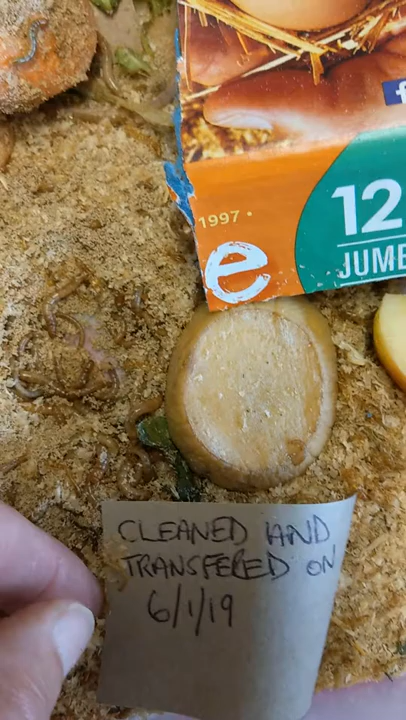 1997 •
e
12
JUMB
f
CLEANED AND
TRANSFERED ON
6/1/19